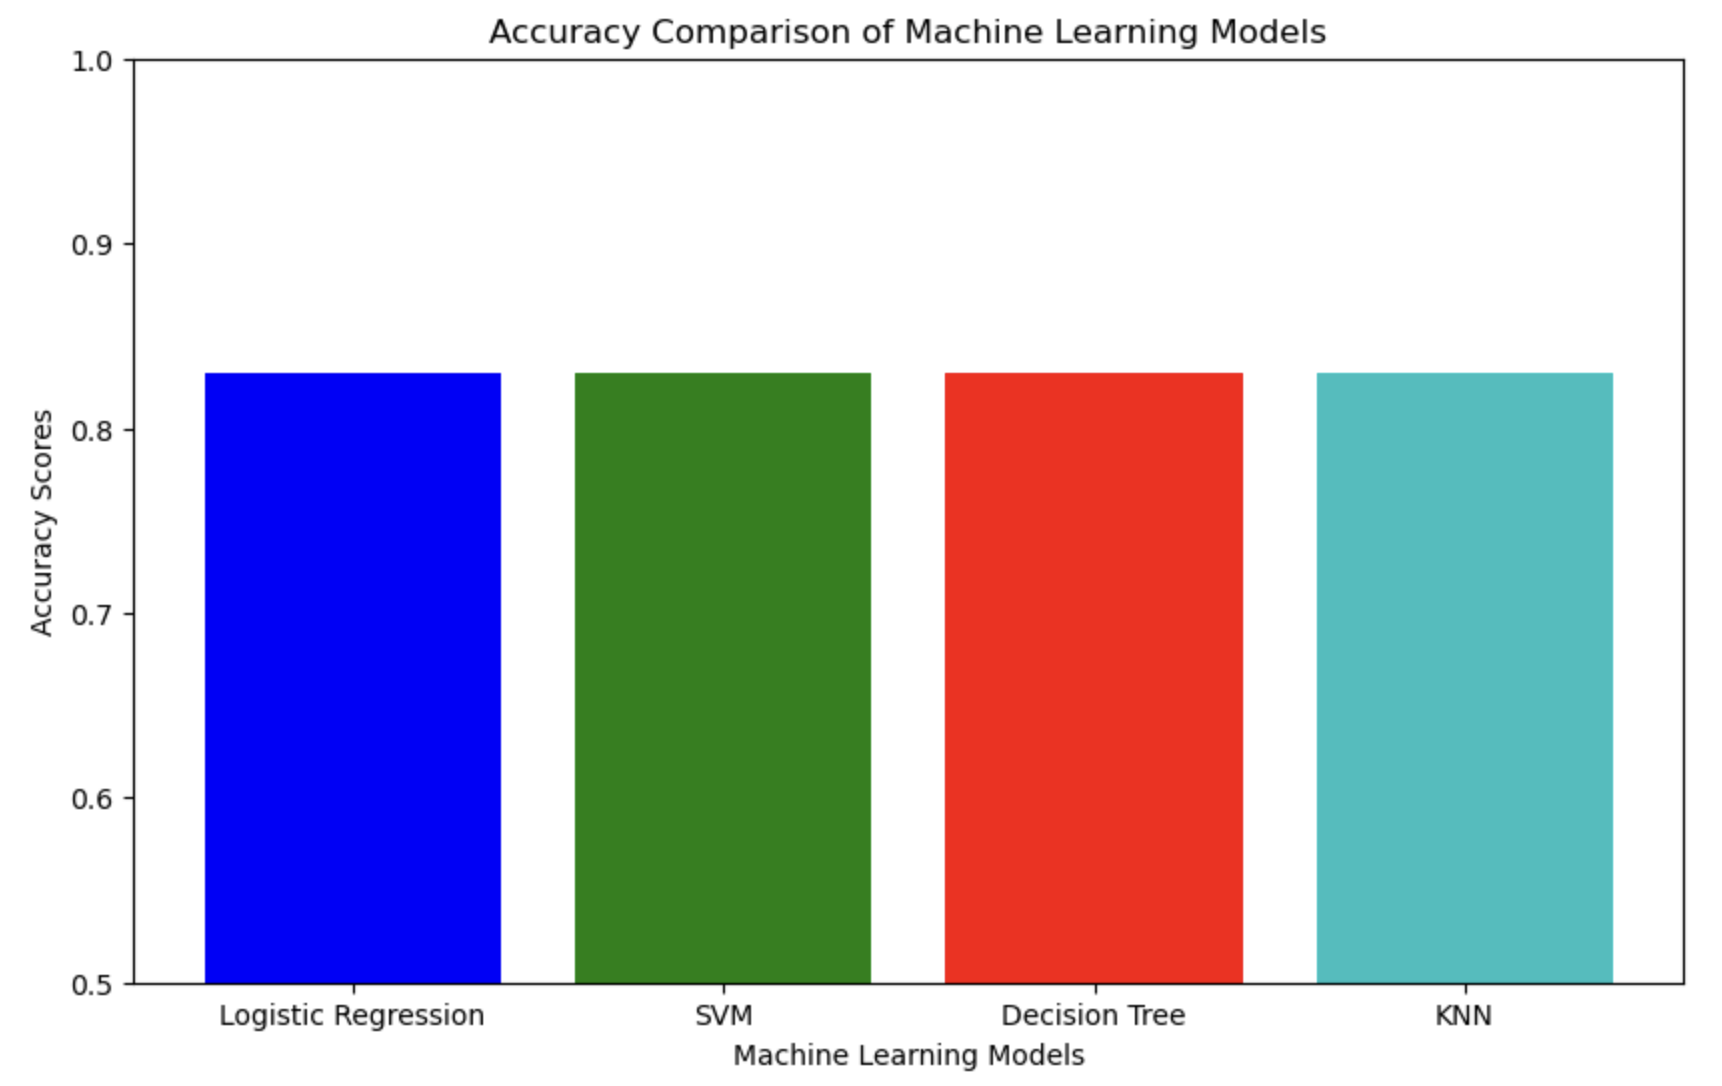 Accuracy Comparison of Machine Learning Models
1.0
0.9
0.8
0.7
0.6
0.5
Accuracy Scores
Logistic Regression SVM Decision Tree KNN
Machine Learning Models